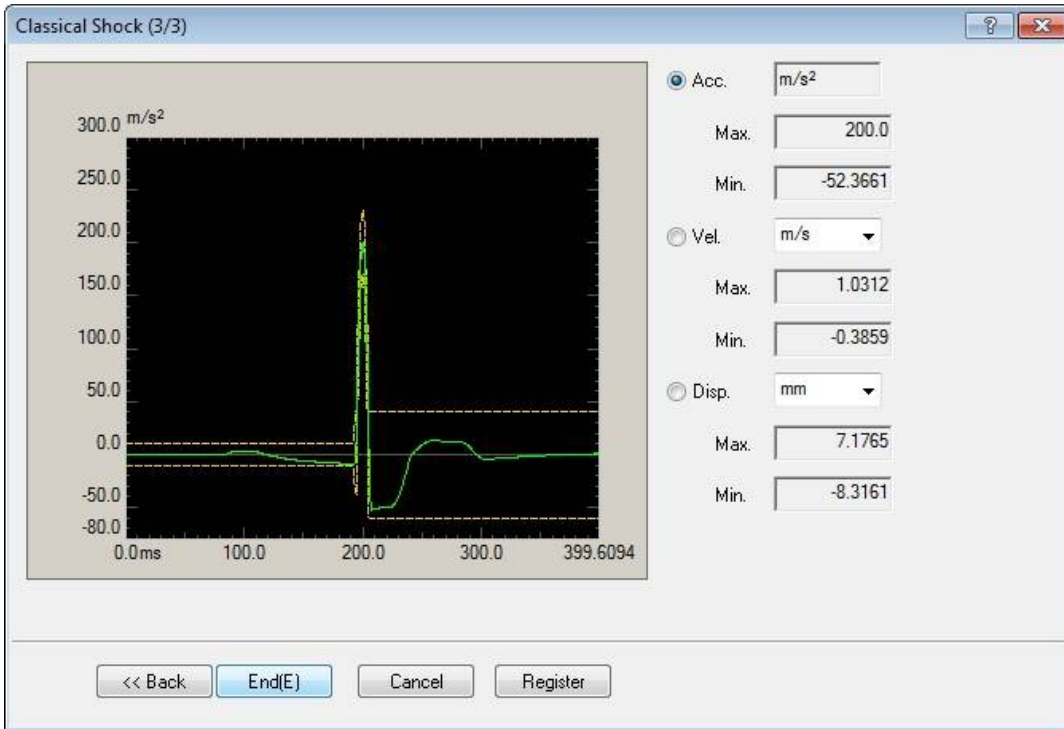 Classical Shock (3/3)
m/s²
300.0
250.0
200.0
150.0
100.0
50.0
0.0
-50.0
-80.0
0.0ms 100.0 200.0 300.0 399.6094
Acc. m/s²
Max. 200.0
Min. -52.3661
Vel. m/s
Max. 1.0312
Min. -0.3859
Disp. mm
Max. 7.1765
Min. -8.3161
<< Back End(E) Cancel Register